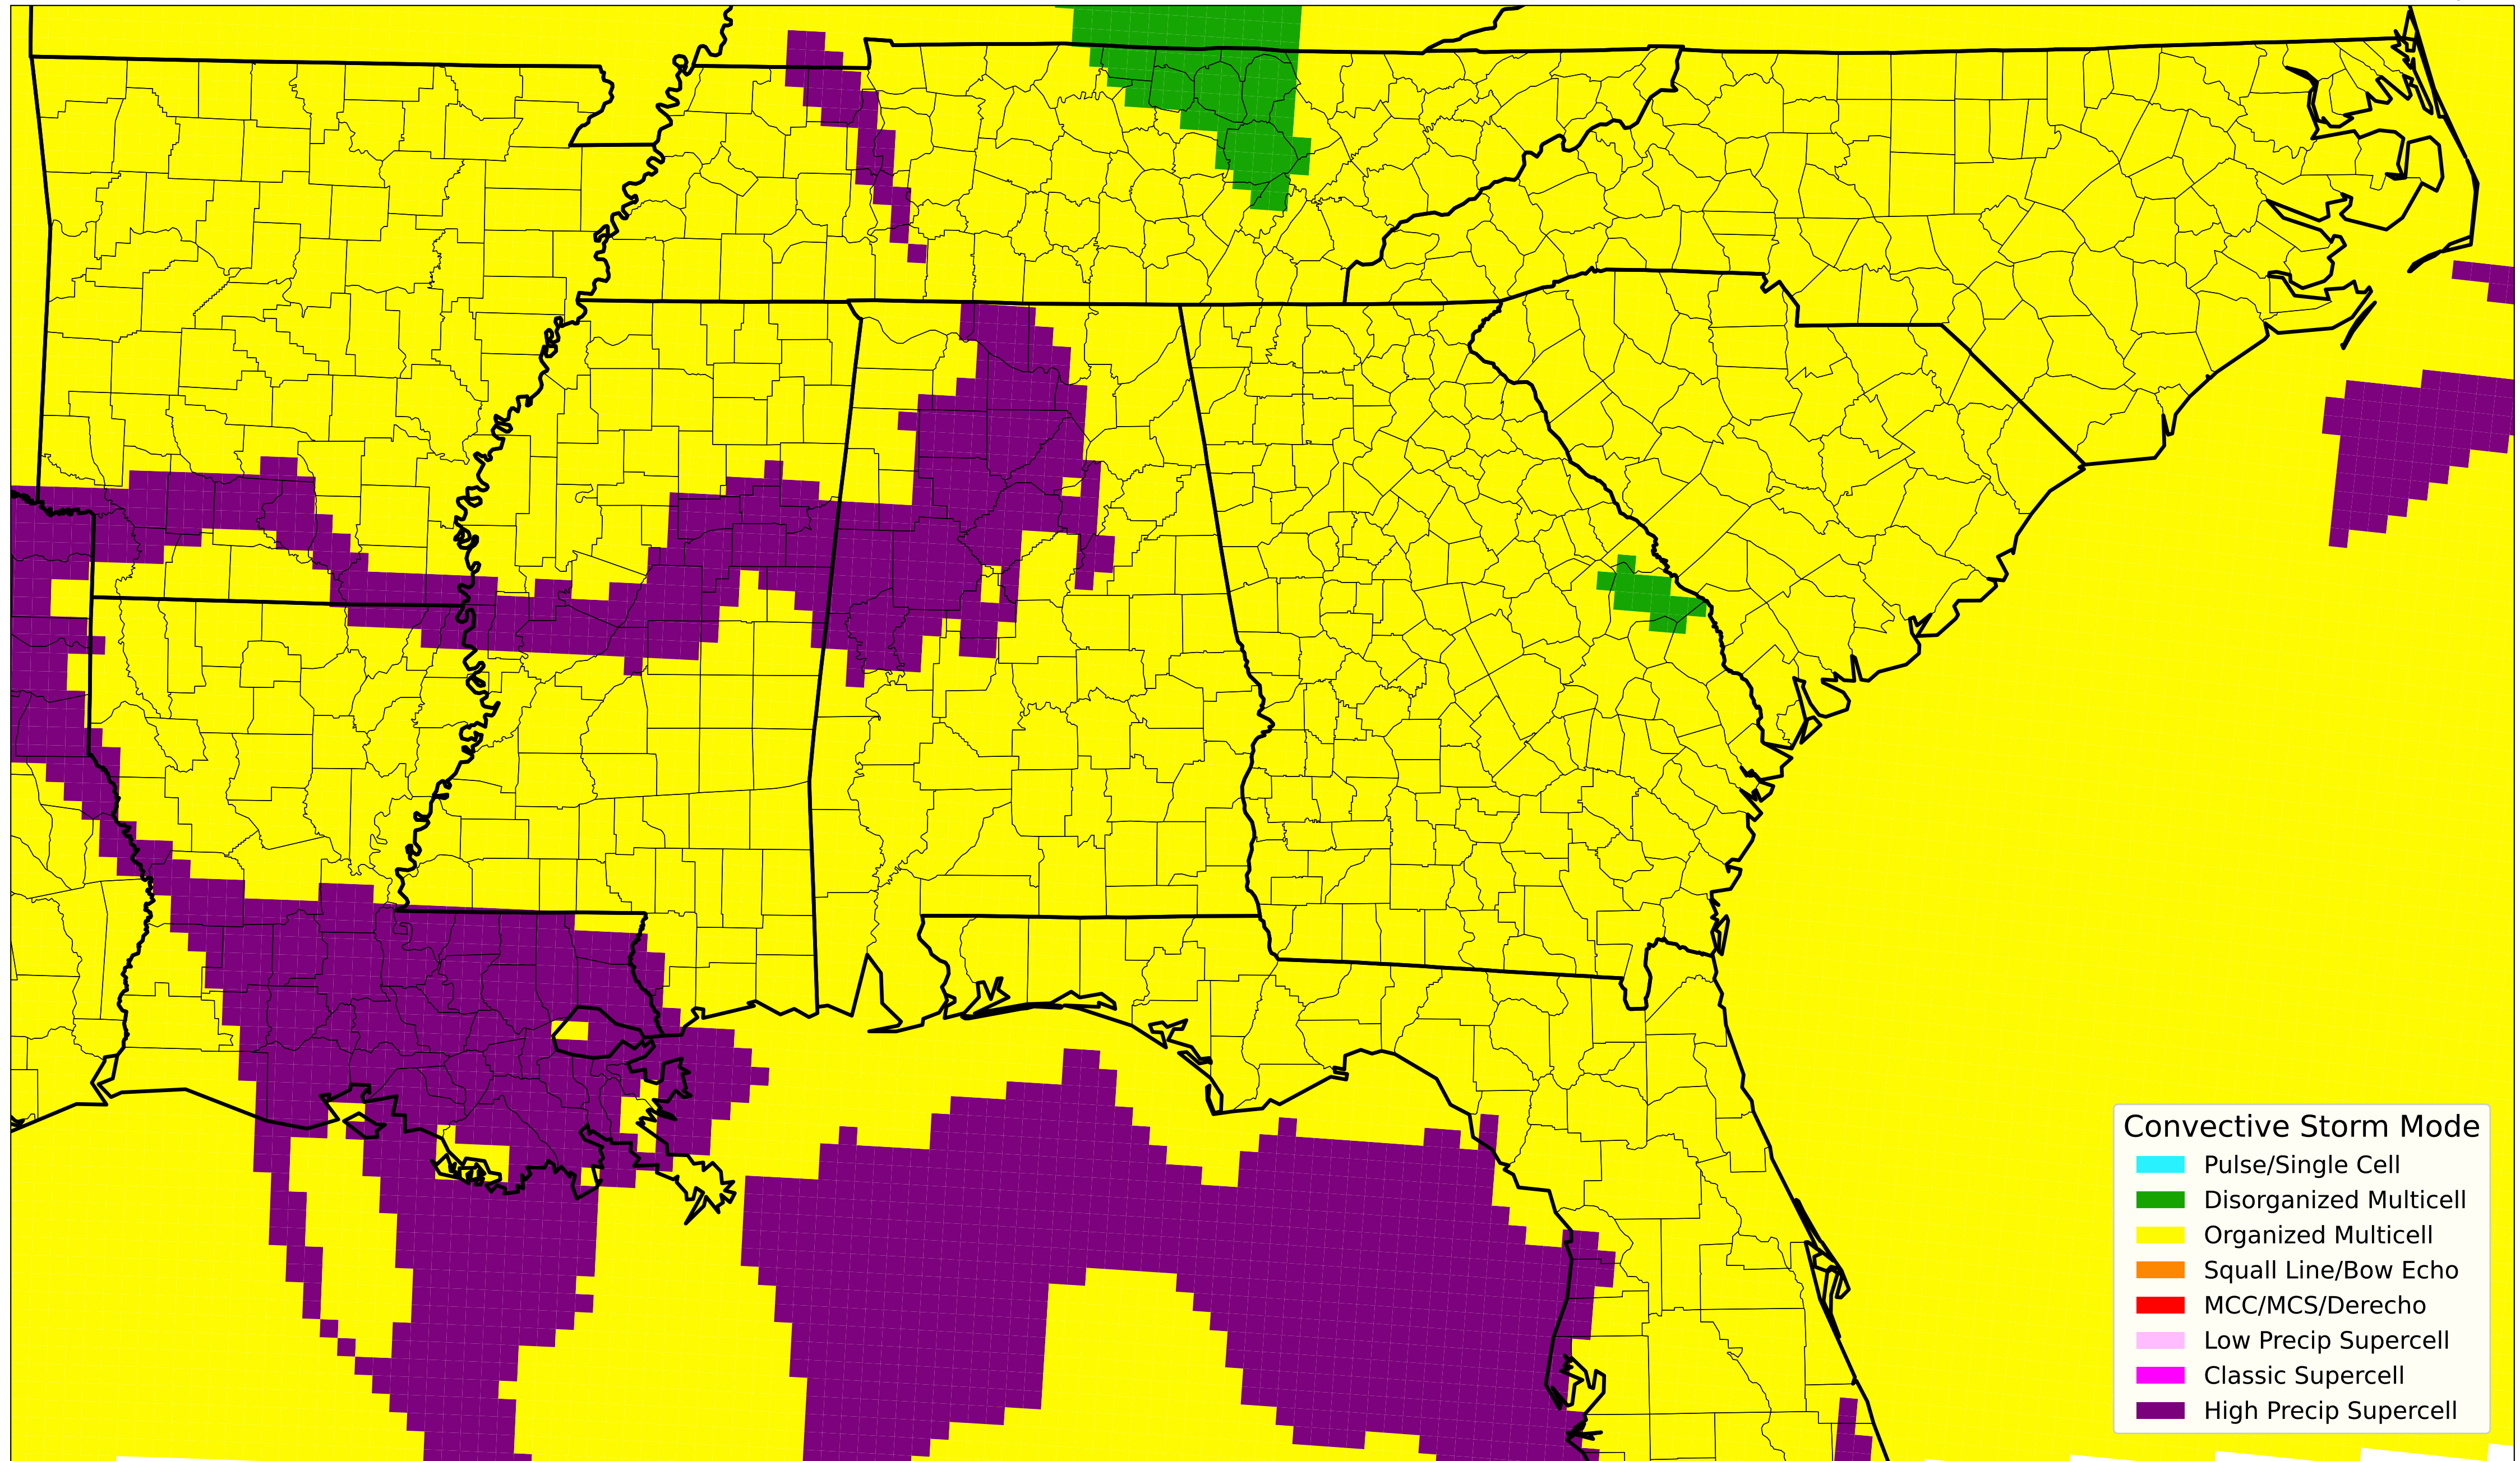 Convective Storm Mode
Pulse/Single Cell
Disorganized Multicell
Organized Multicell
Squall Line/Bow Echo
MCC/MCS/Derecho
Low Precip Supercell
Classic Supercell
High Precip Supercell